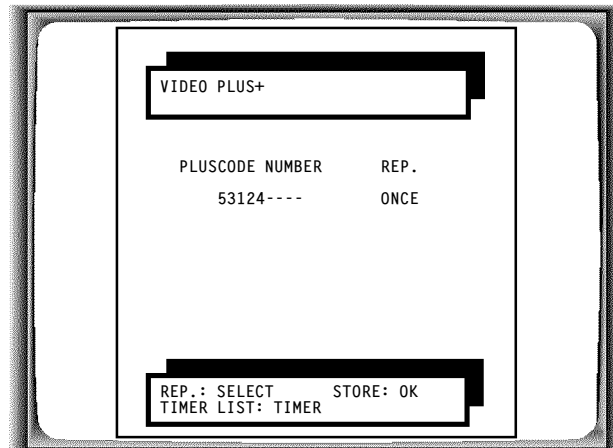 VIDEO PLUS+
PLUSCODE NUMBER REP.
53124---- ONCE
REP.: SELECT STORE: OK
TIMER LIST: TIMER